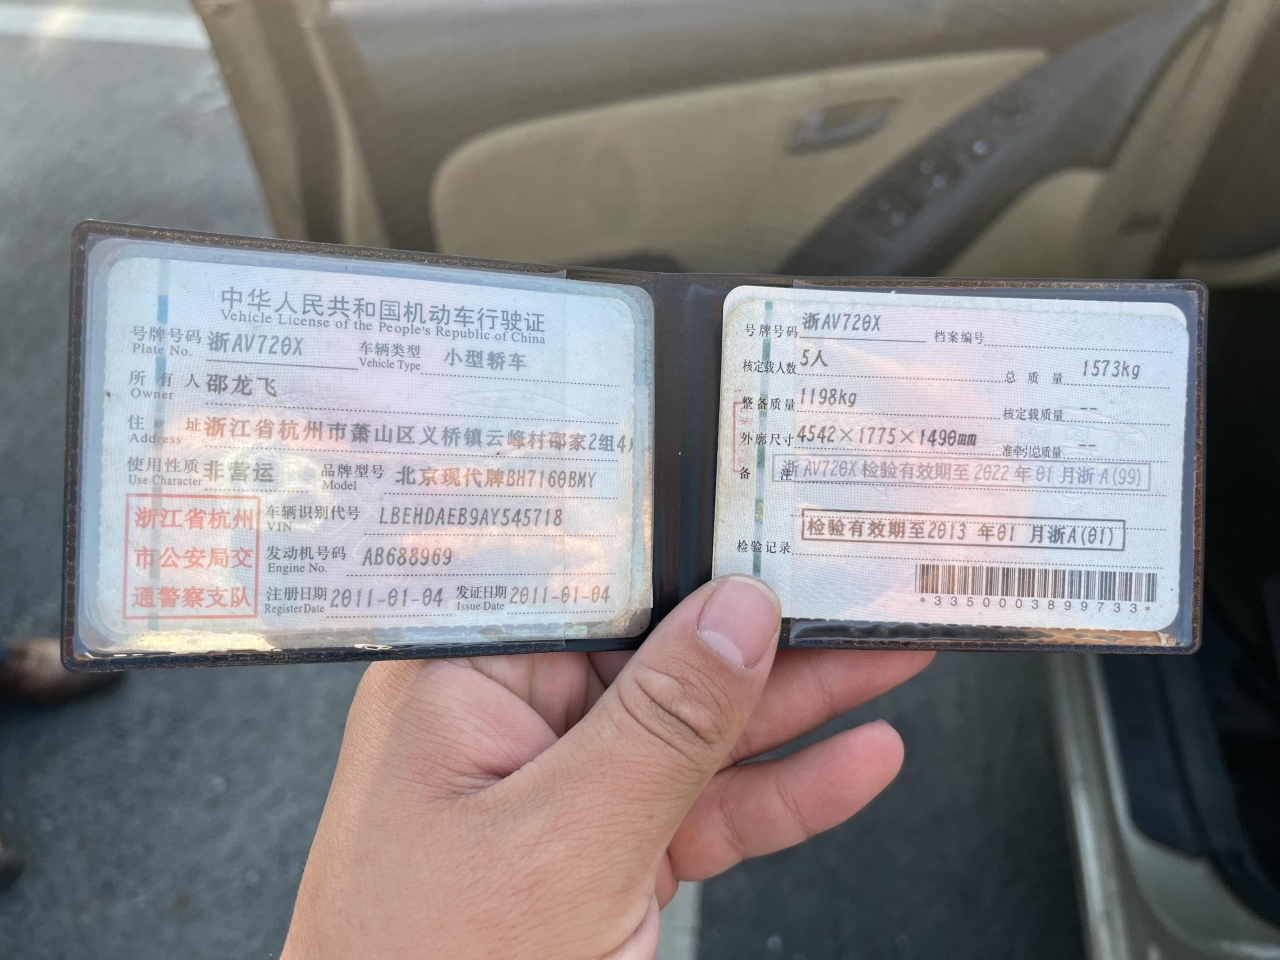 中华人民共和国机动车行驶证
Vehicle License of the People's Republic of China
号牌号码 浙AV720X 车辆类型 小型轿车
Plate No. Vehicle Type
所有人 邵龙飞
Owner
住址 浙江省杭州市萧山区义桥镇云峰村邵家2组4
Address
使用性质 非营运 品牌型号 北京现代牌BH7160BMY
Use Character Model
浙江省杭州
市公安局交
通警察支队
车辆识别代号 LBEHDAEB9AY545718
VIN
发动机号码 AB688969
Engine No.
注册日期 2011-01-04 发证日期 2011-01-04
Register Date Issue Date
号牌号码 浙AV720X 档案编号
核定载人数 5人 总质量 1573kg
整备质量 1198kg 核定载质量 --
外廓尺寸 4542×1775×1490mm 准牵引总质量 --
备注 浙AV720X 检验有效期至2022年01月浙A(99)
检验有效期至2013年01月浙A(01)
检验记录
*3350003899733*